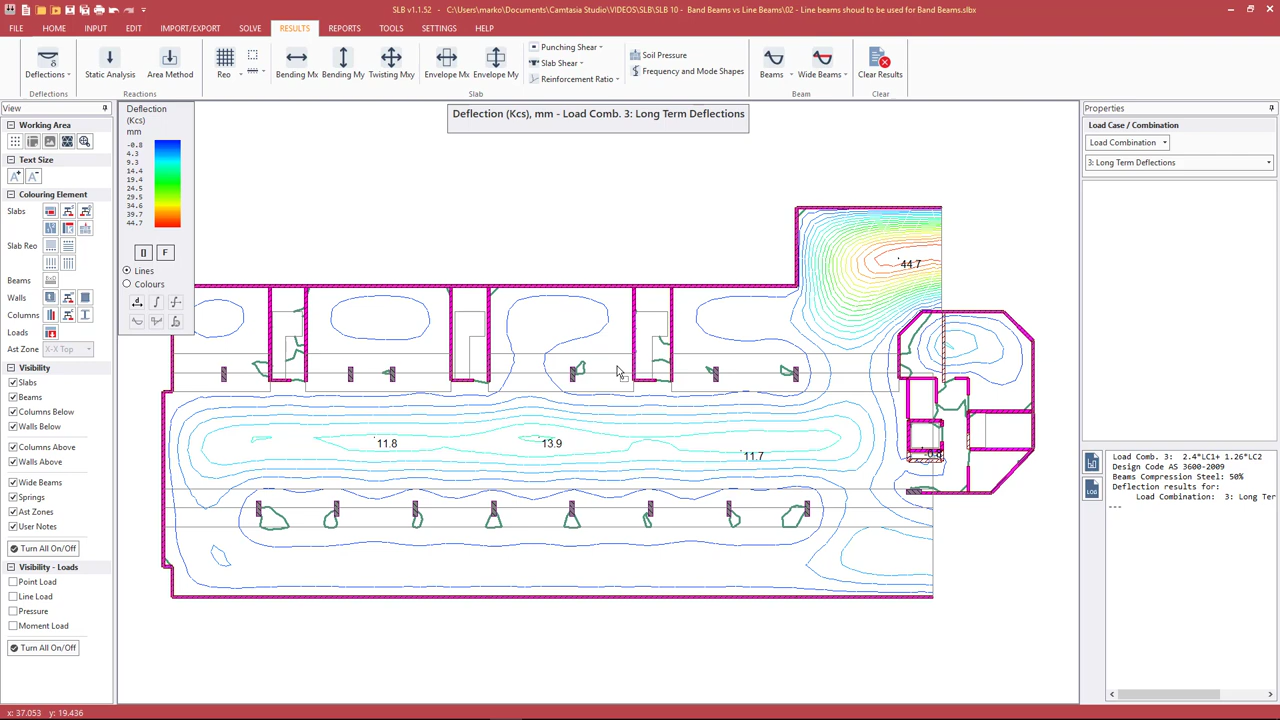 SLB v1.1.52 - C:\Users\marko\Documents\Camtasia Studio\VIDEOS\SLB\SLB 10 - Band Beams vs Line Beams\02 - Line beams shoud to be used for Band Beams.slbx
FILE HOME INPUT IMPORT/EXPORT EDIT SOLVE RESULTS REPORTS TOOLS SETTINGS HELP
Deflections
Deflections
Static Analysis Area Method
Reactions
Reo Bending Mx Bending My Twisting Mxy Envelope Mx Envelope My
Punching Shear
Slab Shear
Reinforcement Ratio
Soil Pressure
Frequency and Mode Shapes
Slab
Beams Wide Beams
Beam
Clear Results
Clear
View
Working Area
Text Size
A+ A-
Colouring Element
Slabs
Slab Reo
Beams
Walls
Columns
Loads
Ast Zone X-X Top
Visibility
Slabs
Beams
Columns Below
Walls Below
Columns Above
Walls Above
Wide Beams
Springs
Ast Zones
User Notes
Turn All On/Off
Visibility - Loads
Point Load
Line Load
Pressure
Moment Load
Turn All On/Off
Deflection
(Kcs)
mm
-0.8
4.3
9.3
14.4
19.4
24.5
29.5
34.6
39.7
44.7
[] F
Lines
Colours
Deflection (Kcs), mm - Load Comb. 3: Long Term Deflections
44.7
11.8
13.9
11.7
Properties
Load Case / Combination
Load Combination
3: Long Term Deflections
LOG
Load Comb. 3: 2.4*LC1+ 1.26*LC2
Design Code AS 3600-2009
Beams Compression Steel: 50%
Deflection results for:
Load Combination: 3: Long Ter
---
x: 37.053 y: 19.436